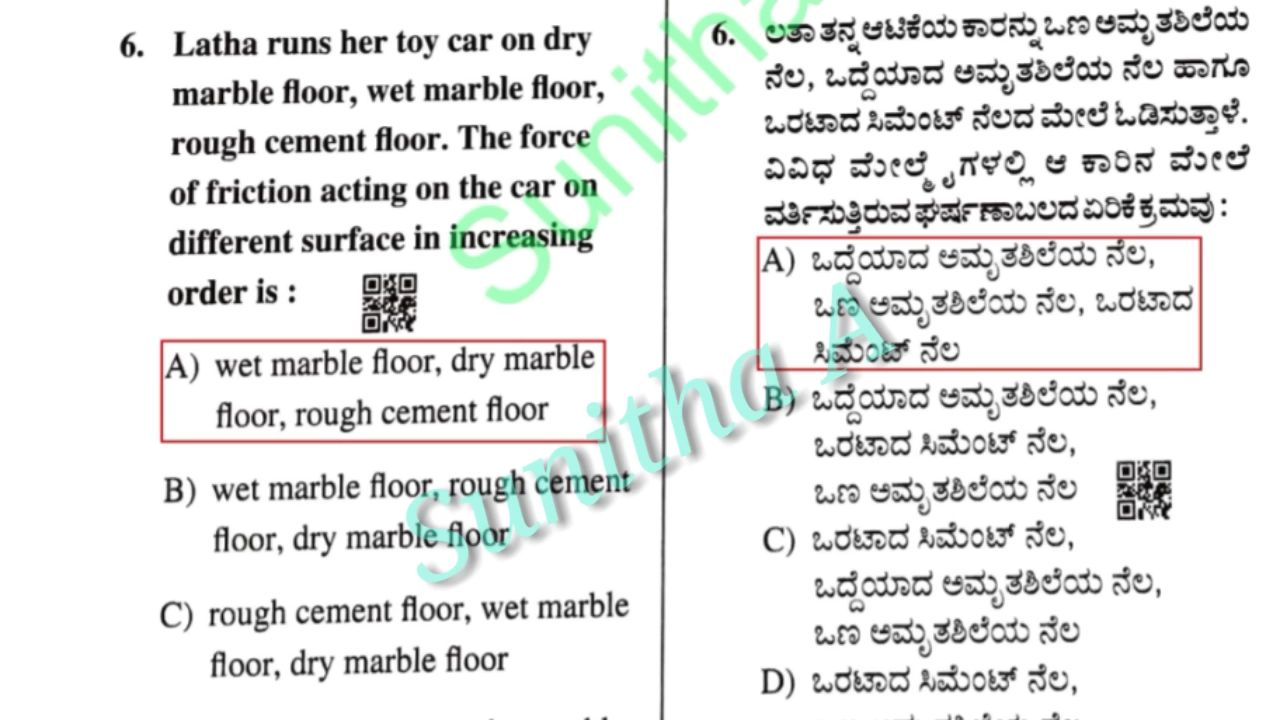 6. Latha runs her toy car on dry
marble floor, wet marble floor,
rough cement floor. The force
of friction acting on the car on
different surface in increasing
order is :
A) wet marble floor, dry marble
floor, rough cement floor
B) wet marble floor, rough cement
floor, dry marble floor
C) rough cement floor, wet marble
floor, dry marble floor
6. ಲತಾ ತನ್ನ ಆಟಿಕೆಯ ಕಾರನ್ನು ಒಣ ಅಮೃತಶಿಲೆಯ
ನೆಲ, ಒದ್ದೆಯಾದ ಅಮೃತಶಿಲೆಯ ನೆಲ ಹಾಗೂ
ಒರಟಾದ ಸಿಮೆಂಟ್ ನೆಲದ ಮೇಲೆ ಓಡಿಸುತ್ತಾಳೆ.
ವಿವಿಧ ಮೇಲ್ಮೈಗಳಲ್ಲಿ ಆ ಕಾರಿನ ಮೇಲೆ
ವರ್ತಿಸುತ್ತಿರುವ ಘರ್ಷಣಾಬಲದ ಏರಿಕೆ ಕ್ರಮವು :
A) ಒದ್ದೆಯಾದ ಅಮೃತಶಿಲೆಯ ನೆಲ,
ಒಣ ಅಮೃತಶಿಲೆಯ ನೆಲ, ಒರಟಾದ
ಸಿಮೆಂಟ್ ನೆಲ
B) ಒದ್ದೆಯಾದ ಅಮೃತಶಿಲೆಯ ನೆಲ,
ಒರಟಾದ ಸಿಮೆಂಟ್ ನೆಲ,
ಒಣ ಅಮೃತಶಿಲೆಯ ನೆಲ
C) ಒರಟಾದ ಸಿಮೆಂಟ್ ನೆಲ,
ಒದ್ದೆಯಾದ ಅಮೃತಶಿಲೆಯ ನೆಲ,
ಒಣ ಅಮೃತಶಿಲೆಯ ನೆಲ
D) ಒರಟಾದ ಸಿಮೆಂಟ್ ನೆಲ,
Sunitha
Sunitha A